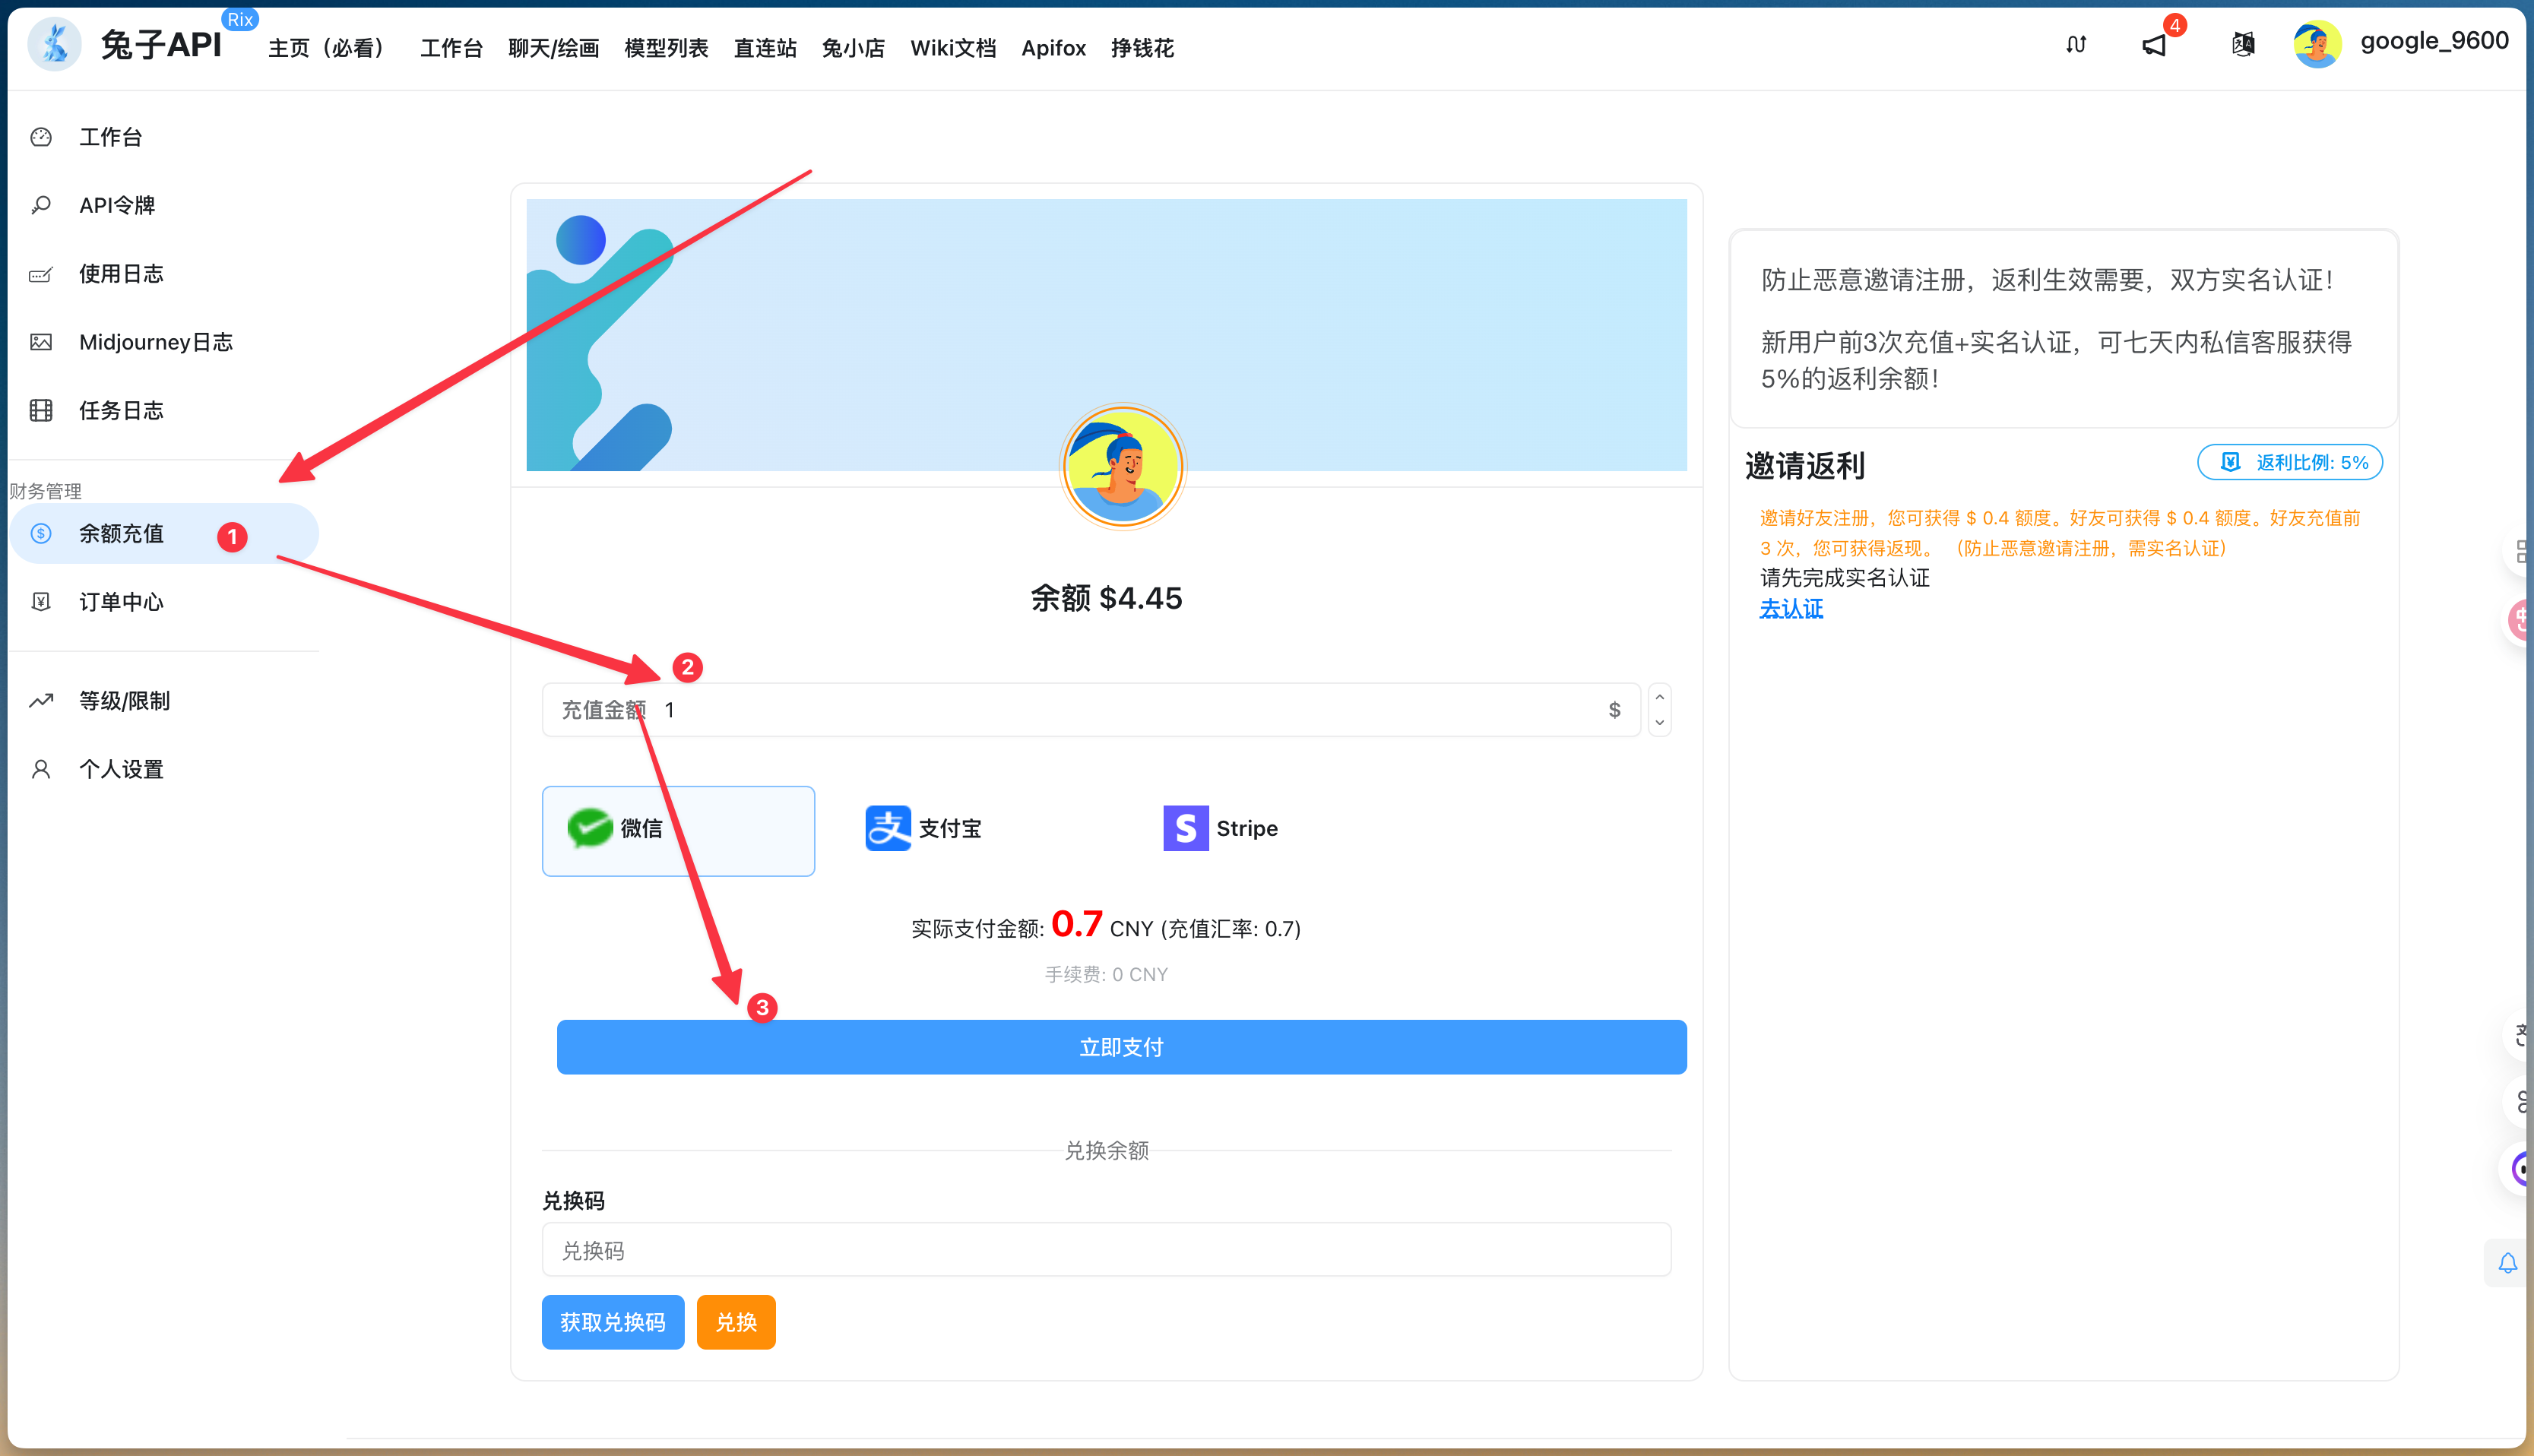 兔子API
Rix
主页（必看）
工作台
聊天/绘画
模型列表
直连站
兔小店
Wiki文档
Apifox
挣钱花
4
google_9600
工作台
API令牌
使用日志
Midjourney日志
任务日志
财务管理
余额充值
1
订单中心
等级/限制
个人设置
余额 $4.45
2
充值金额 1 $
微信
支付宝
Stripe
实际支付金额: 0.7 CNY (充值汇率: 0.7)
手续费: 0 CNY
3
立即支付
兑换余额
兑换码
兑换码
获取兑换码
兑换
防止恶意邀请注册，返利生效需要，双方实名认证！
新用户前3次充值+实名认证，可七天内私信客服获得
5%的返利余额！
邀请返利
返利比例: 5%
邀请好友注册，您可获得 $ 0.4 额度。好友可获得 $ 0.4 额度。好友充值前
3 次，您可获得返现。 （防止恶意邀请注册，需实名认证）
请先完成实名认证
去认证